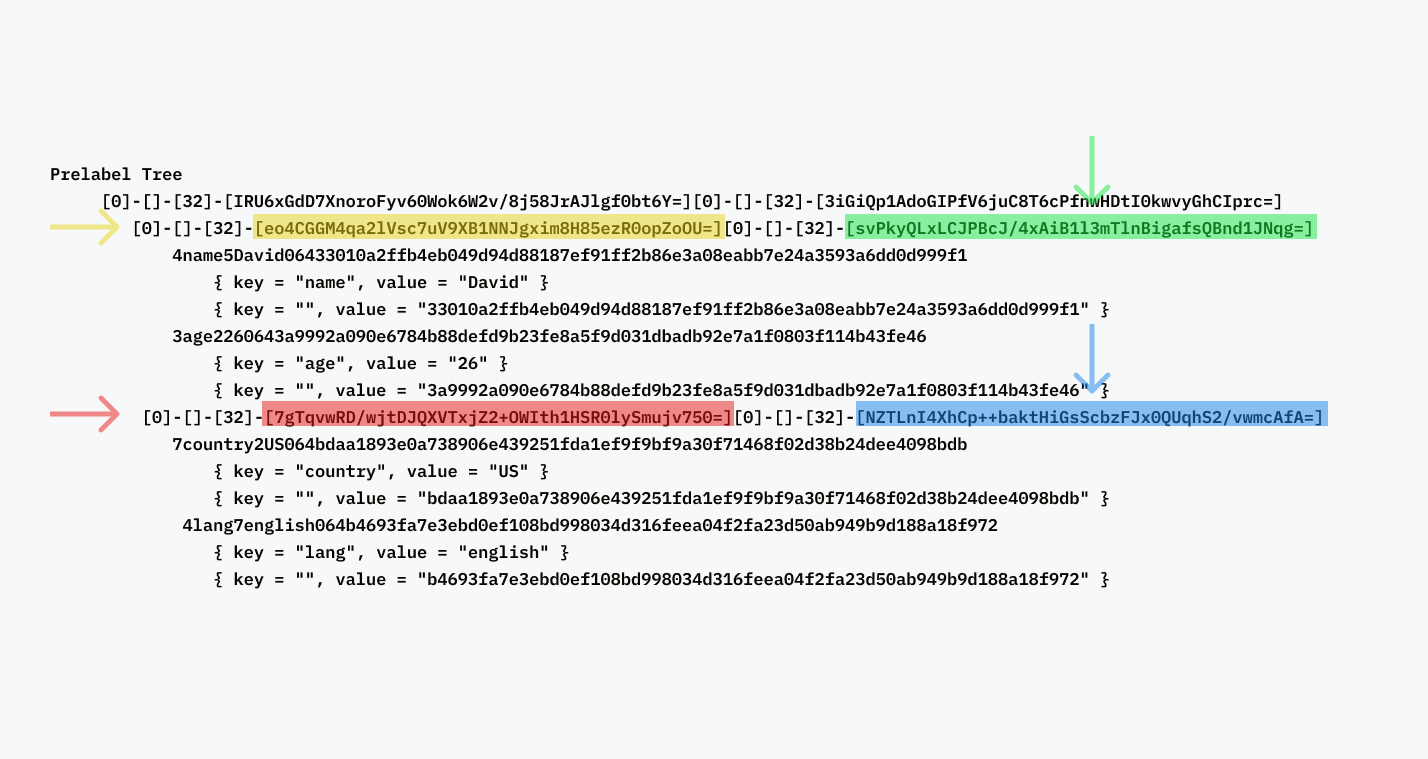 Prelabel Tree
[0]-[]-[32]-[IRU6xGdD7XnoroFyv60Wok6W2v/8j58JrAJlgf0bt6Y=][0]-[]-[32]-[3iGiQp1AdoGIPfV6juC8T6cPfnwHDtI0kwvyGhCIprc=]
[0]-[]-[32]-[eo4CGGM4qa2lVsc7uV9XB1NNJgxim8H85ezR0opZoOU=][0]-[]-[32]-[svPkyQLxLCJPBcJ/4xAiB1l3mTlnBigafsQBnd1JNqg=]
4name5David06433010a2ffb4eb049d94d88187ef91ff2b86e3a08eabb7e24a3593a6dd0d999f1
{ key = "name", value = "David" }
{ key = "", value = "33010a2ffb4eb049d94d88187ef91ff2b86e3a08eabb7e24a3593a6dd0d999f1" }
3age2260643a9992a090e6784b88defd9b23fe8a5f9d031dbadb92e7a1f0803f114b43fe46
{ key = "age", value = "26" }
{ key = "", value = "3a9992a090e6784b88defd9b23fe8a5f9d031dbadb92e7a1f0803f114b43fe46" }
[0]-[]-[32]-[7gTqvwRD/wjtDJQXVTxjZ2+OWIth1HSR0lySmujv750=][0]-[]-[32]-[NZTLnI4XhCp++baktHiGsScbzFJx0QUqhS2/vwmcAfA=]
7country2US064bdaa1893e0a738906e439251fda1ef9f9bf9a30f71468f02d38b24dee4098bdb
{ key = "country", value = "US" }
{ key = "", value = "bdaa1893e0a738906e439251fda1ef9f9bf9a30f71468f02d38b24dee4098bdb" }
4lang7english064b4693fa7e3ebd0ef108bd998034d316feea04f2fa23d50ab949b9d188a18f972
{ key = "lang", value = "english" }
{ key = "", value = "b4693fa7e3ebd0ef108bd998034d316feea04f2fa23d50ab949b9d188a18f972" }